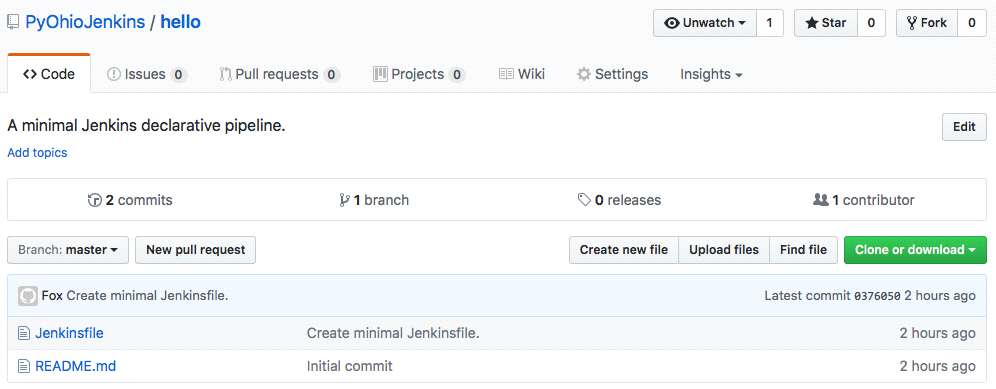 PyOhioJenkins / hello Unwatch 1 Star 0 Fork 0
Code Issues 0 Pull requests 0 Projects 0 Wiki Settings Insights
A minimal Jenkins declarative pipeline. Edit
Add topics
2 commits 1 branch 0 releases 1 contributor
Branch: master New pull request Create new file Upload files Find file Clone or download
Fox Create minimal Jenkinsfile. Latest commit 0376050 2 hours ago
Jenkinsfile Create minimal Jenkinsfile. 2 hours ago
README.md Initial commit 2 hours ago